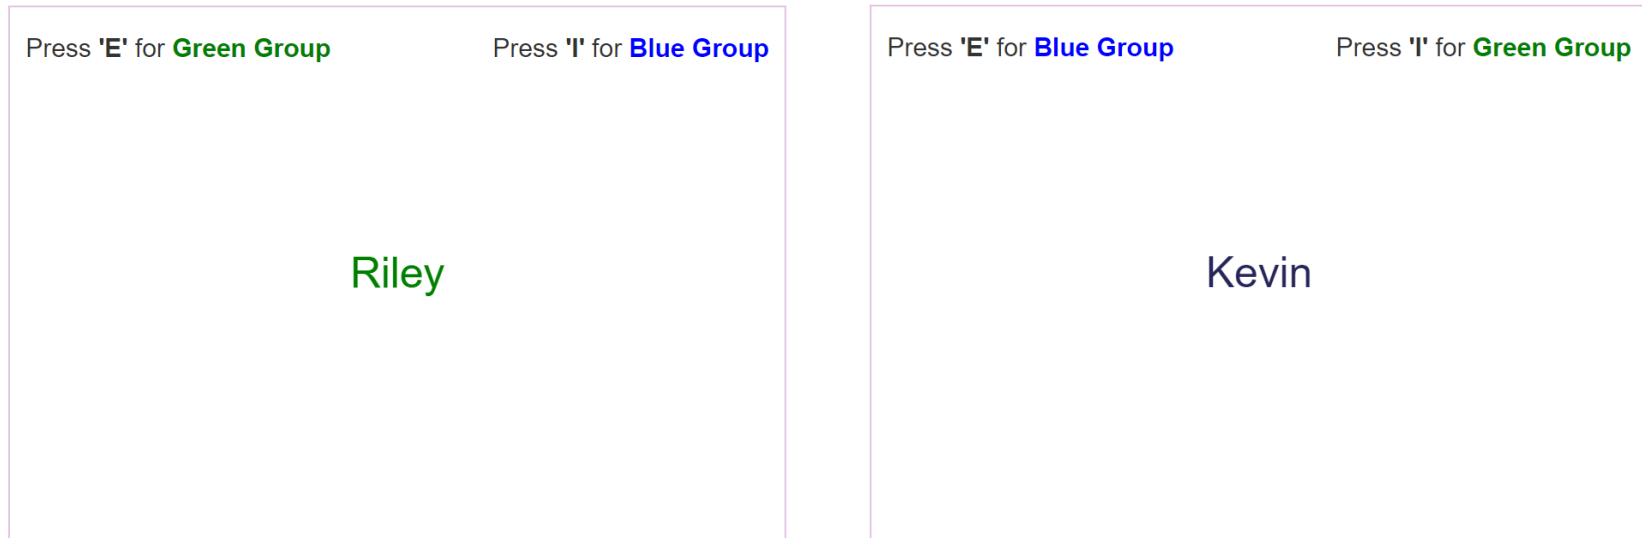 Press 'E' for Green Group
Press 'I' for Blue Group
Riley
Press 'E' for Blue Group
Press 'I' for Green Group
Kevin